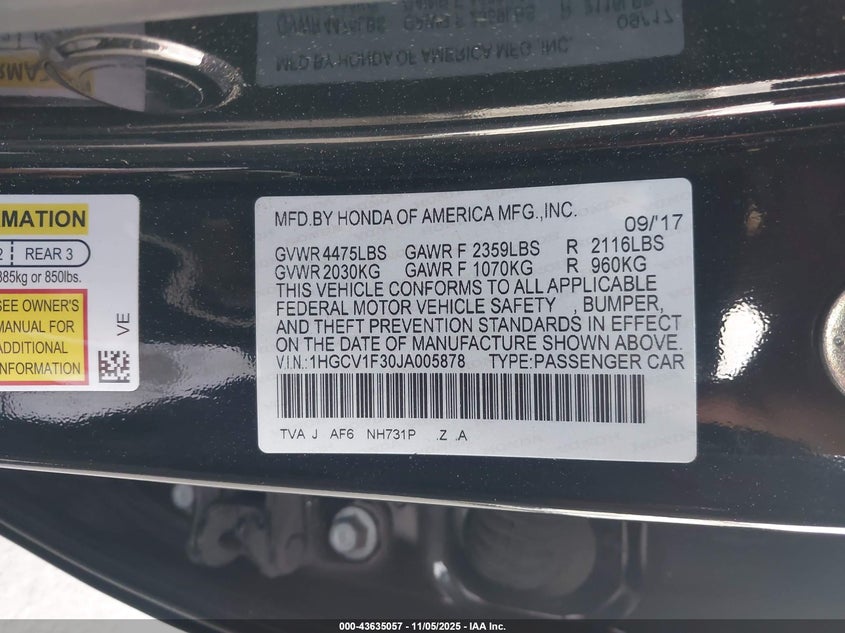 MFD.BY HONDA OF AMERICA MFG.,INC.
09/'17
GVWR 4475LBS GAWR F 2359LBS R 2116LBS
GVWR 2030KG GAWR F 1070KG R 960KG
THIS VEHICLE CONFORMS TO ALL APPLICABLE
FEDERAL MOTOR VEHICLE SAFETY , BUMPER,
AND THEFT PREVENTION STANDARDS IN EFFECT
ON THE DATE OF MANUFACTURE SHOWN ABOVE.
V.I.N.:1HGCV1F30JA005878 TYPE:PASSENGER CAR
TVA J AF6 NH731P .Z .A
RMATION
2 REAR 3
385kg or 850lbs.
SEE OWNER'S
MANUAL FOR
ADDITIONAL
INFORMATION
VE
000-43635057 - 11/05/2025 - IAA Inc.